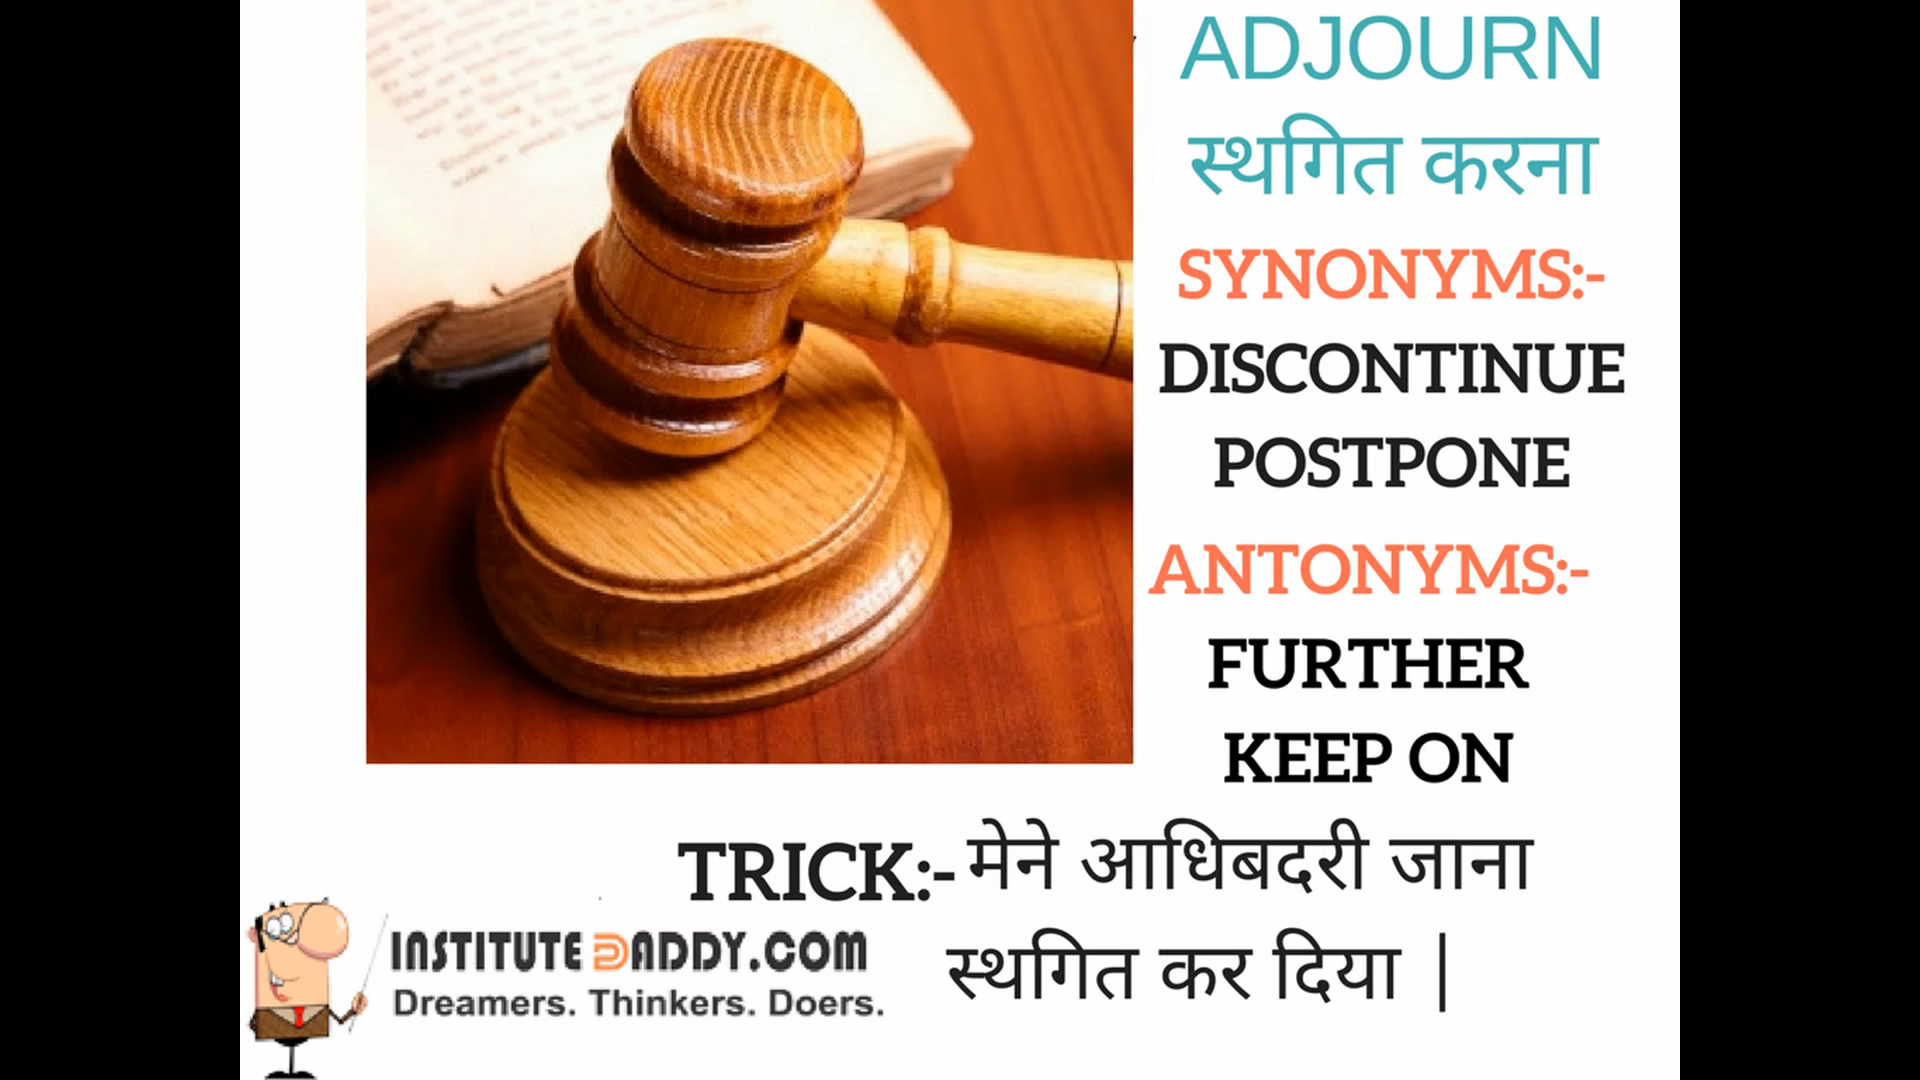 ADJOURN
स्थगित करना
SYNONYMS:-
DISCONTINUE
POSTPONE
ANTONYMS:-
FURTHER
KEEP ON
TRICK:- मेने आधिबदरी जाना
स्थगित कर दिया |
INSTITUTE DADDY.COM
Dreamers. Thinkers. Doers.